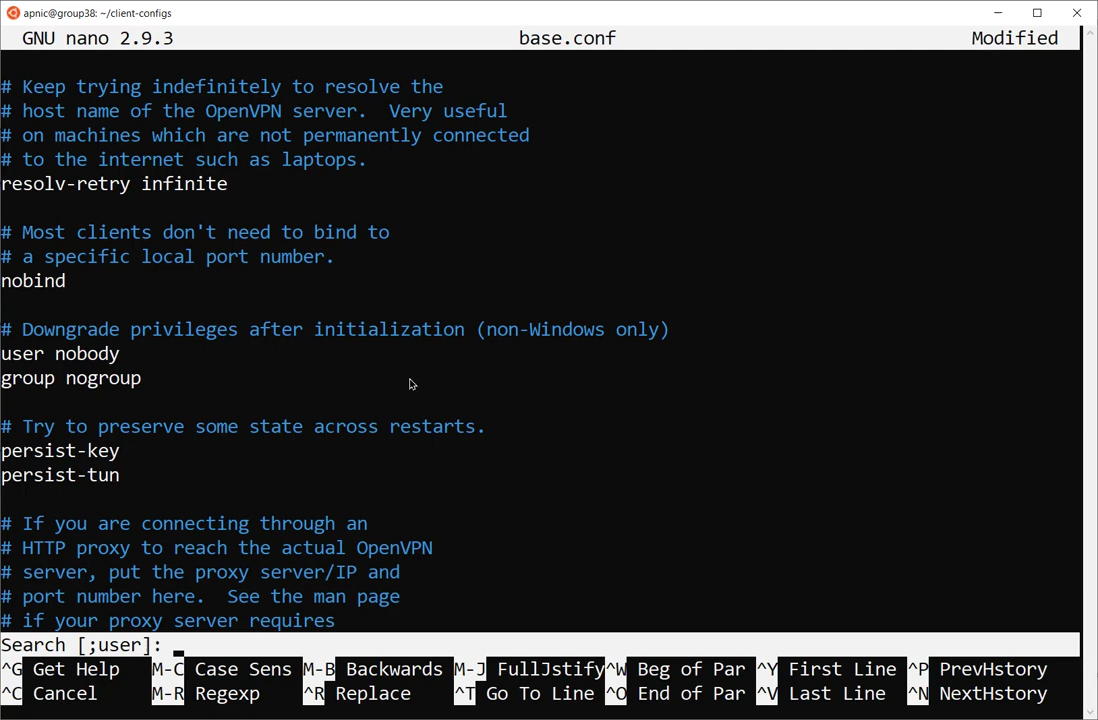 apnic@group38: ~/client-configs
GNU nano 2.9.3 base.conf Modified
# Keep trying indefinitely to resolve the
# host name of the OpenVPN server.  Very useful
# on machines which are not permanently connected
# to the internet such as laptops.
resolv-retry infinite
# Most clients don't need to bind to
# a specific local port number.
nobind
# Downgrade privileges after initialization (non-Windows only)
user nobody
group nogroup
# Try to preserve some state across restarts.
persist-key
persist-tun
# If you are connecting through an
# HTTP proxy to reach the actual OpenVPN
# server, put the proxy server/IP and
# port number here.  See the man page
# if your proxy server requires
Search [;user]:
^G Get Help M-C Case Sens M-B Backwards M-J FullJstify ^W Beg of Par ^Y First Line ^P PrevHstory
^C Cancel M-R Regexp ^R Replace ^T Go To Line ^O End of Par ^V Last Line ^N NextHstory